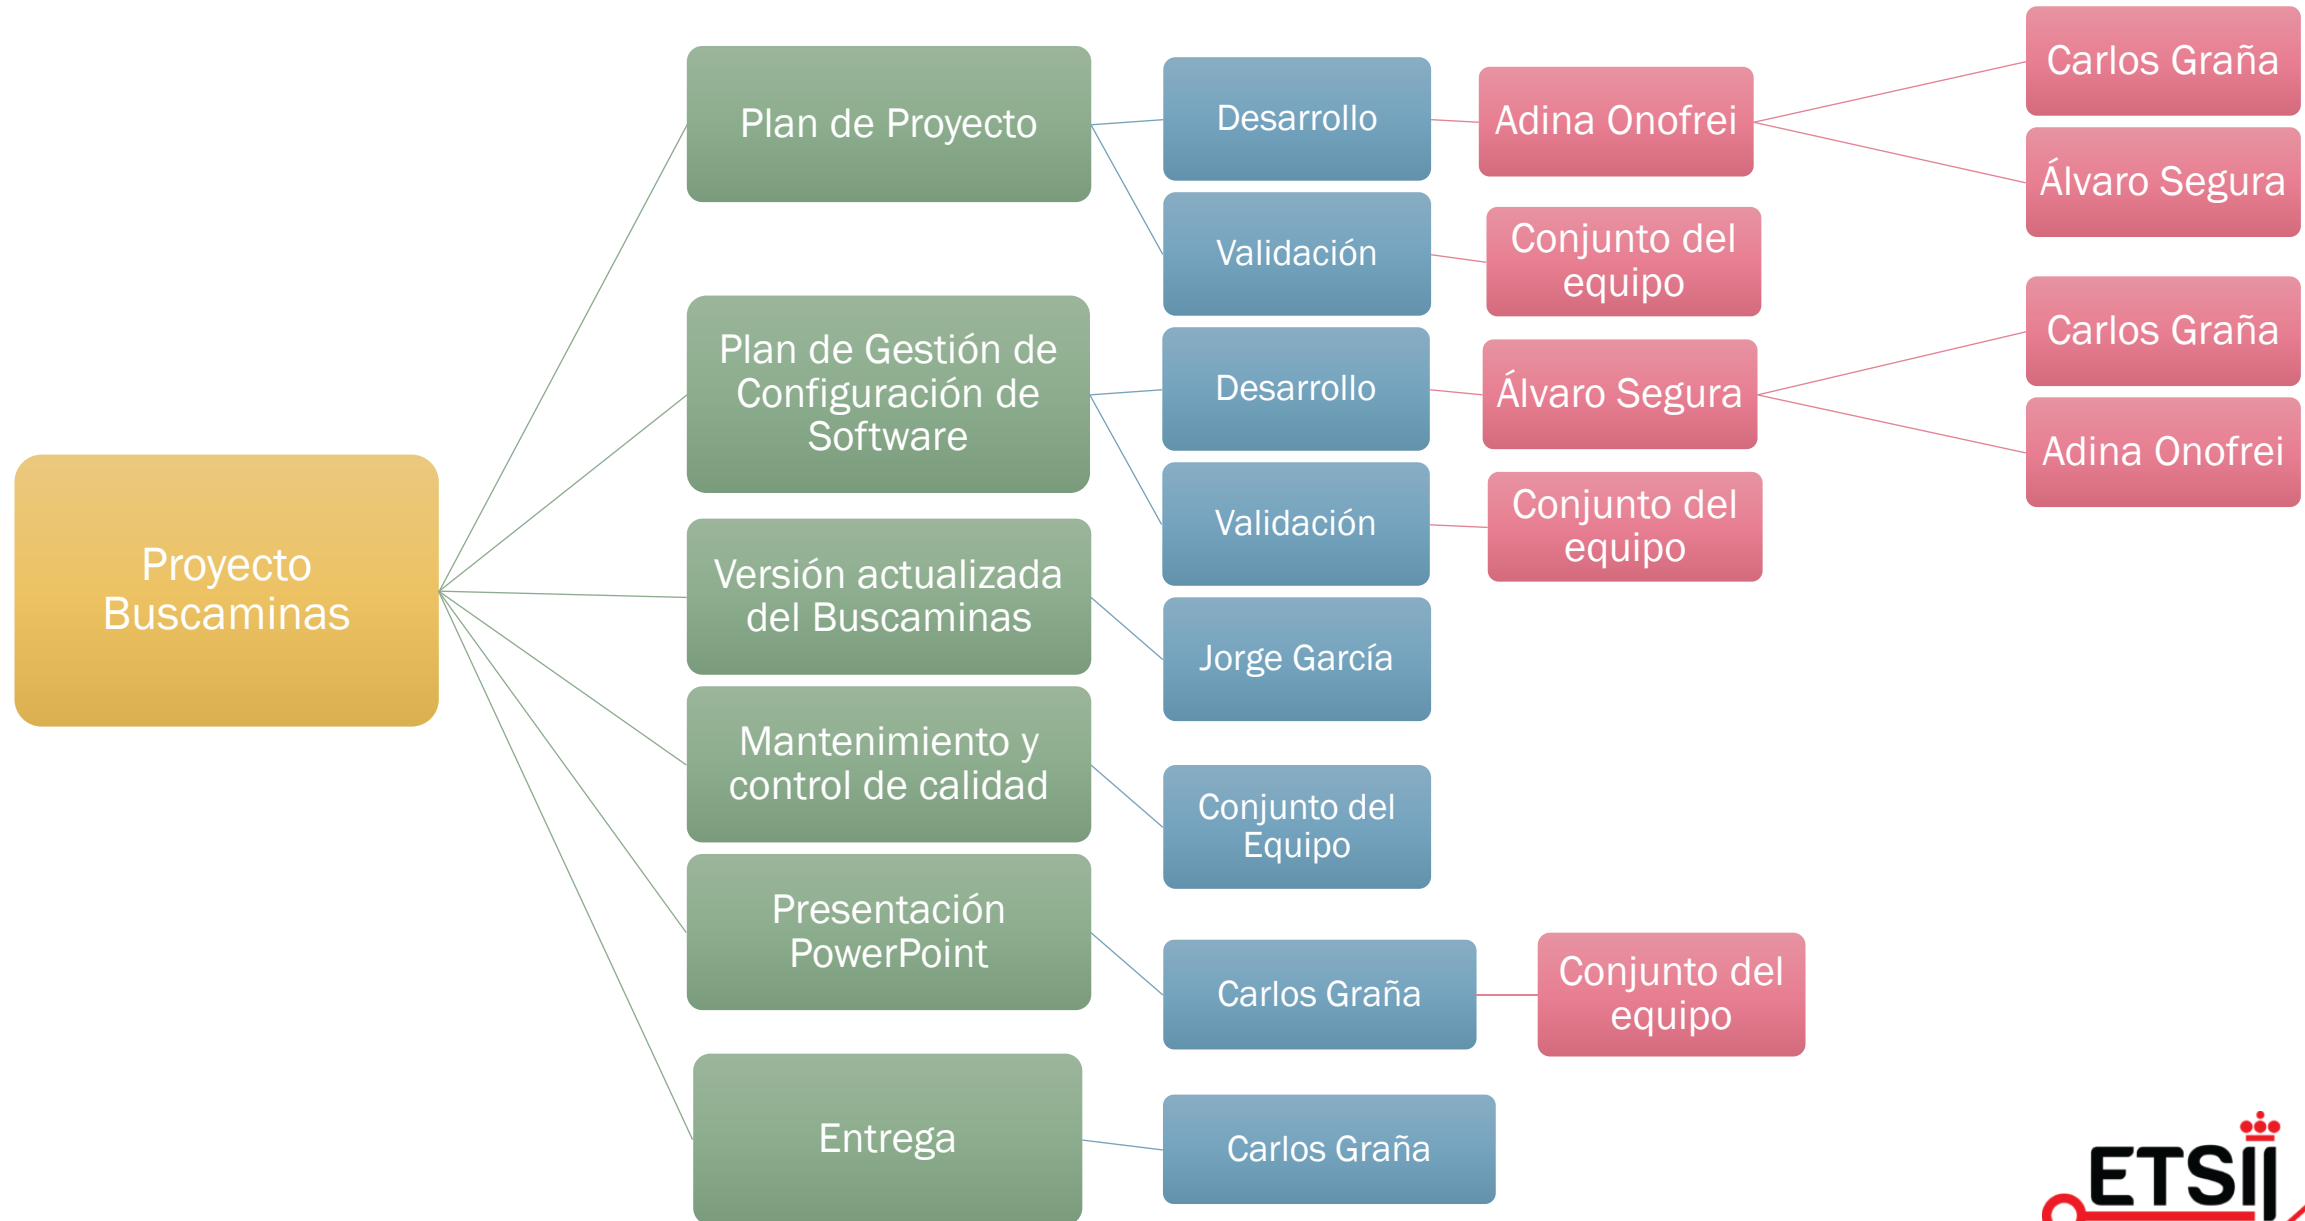 Proyecto
Buscaminas
Plan de Proyecto
Desarrollo
Adina Onofrei
Carlos Graña
Álvaro Segura
Validación
Conjunto del
equipo
Plan de Gestión de
Configuración de
Software
Desarrollo
Álvaro Segura
Carlos Graña
Adina Onofrei
Validación
Conjunto del
equipo
Versión actualizada
del Buscaminas
Jorge García
Mantenimiento y
control de calidad
Conjunto del
Equipo
Presentación
PowerPoint
Carlos Graña
Conjunto del
equipo
Entrega
Carlos Graña
ETSIJ